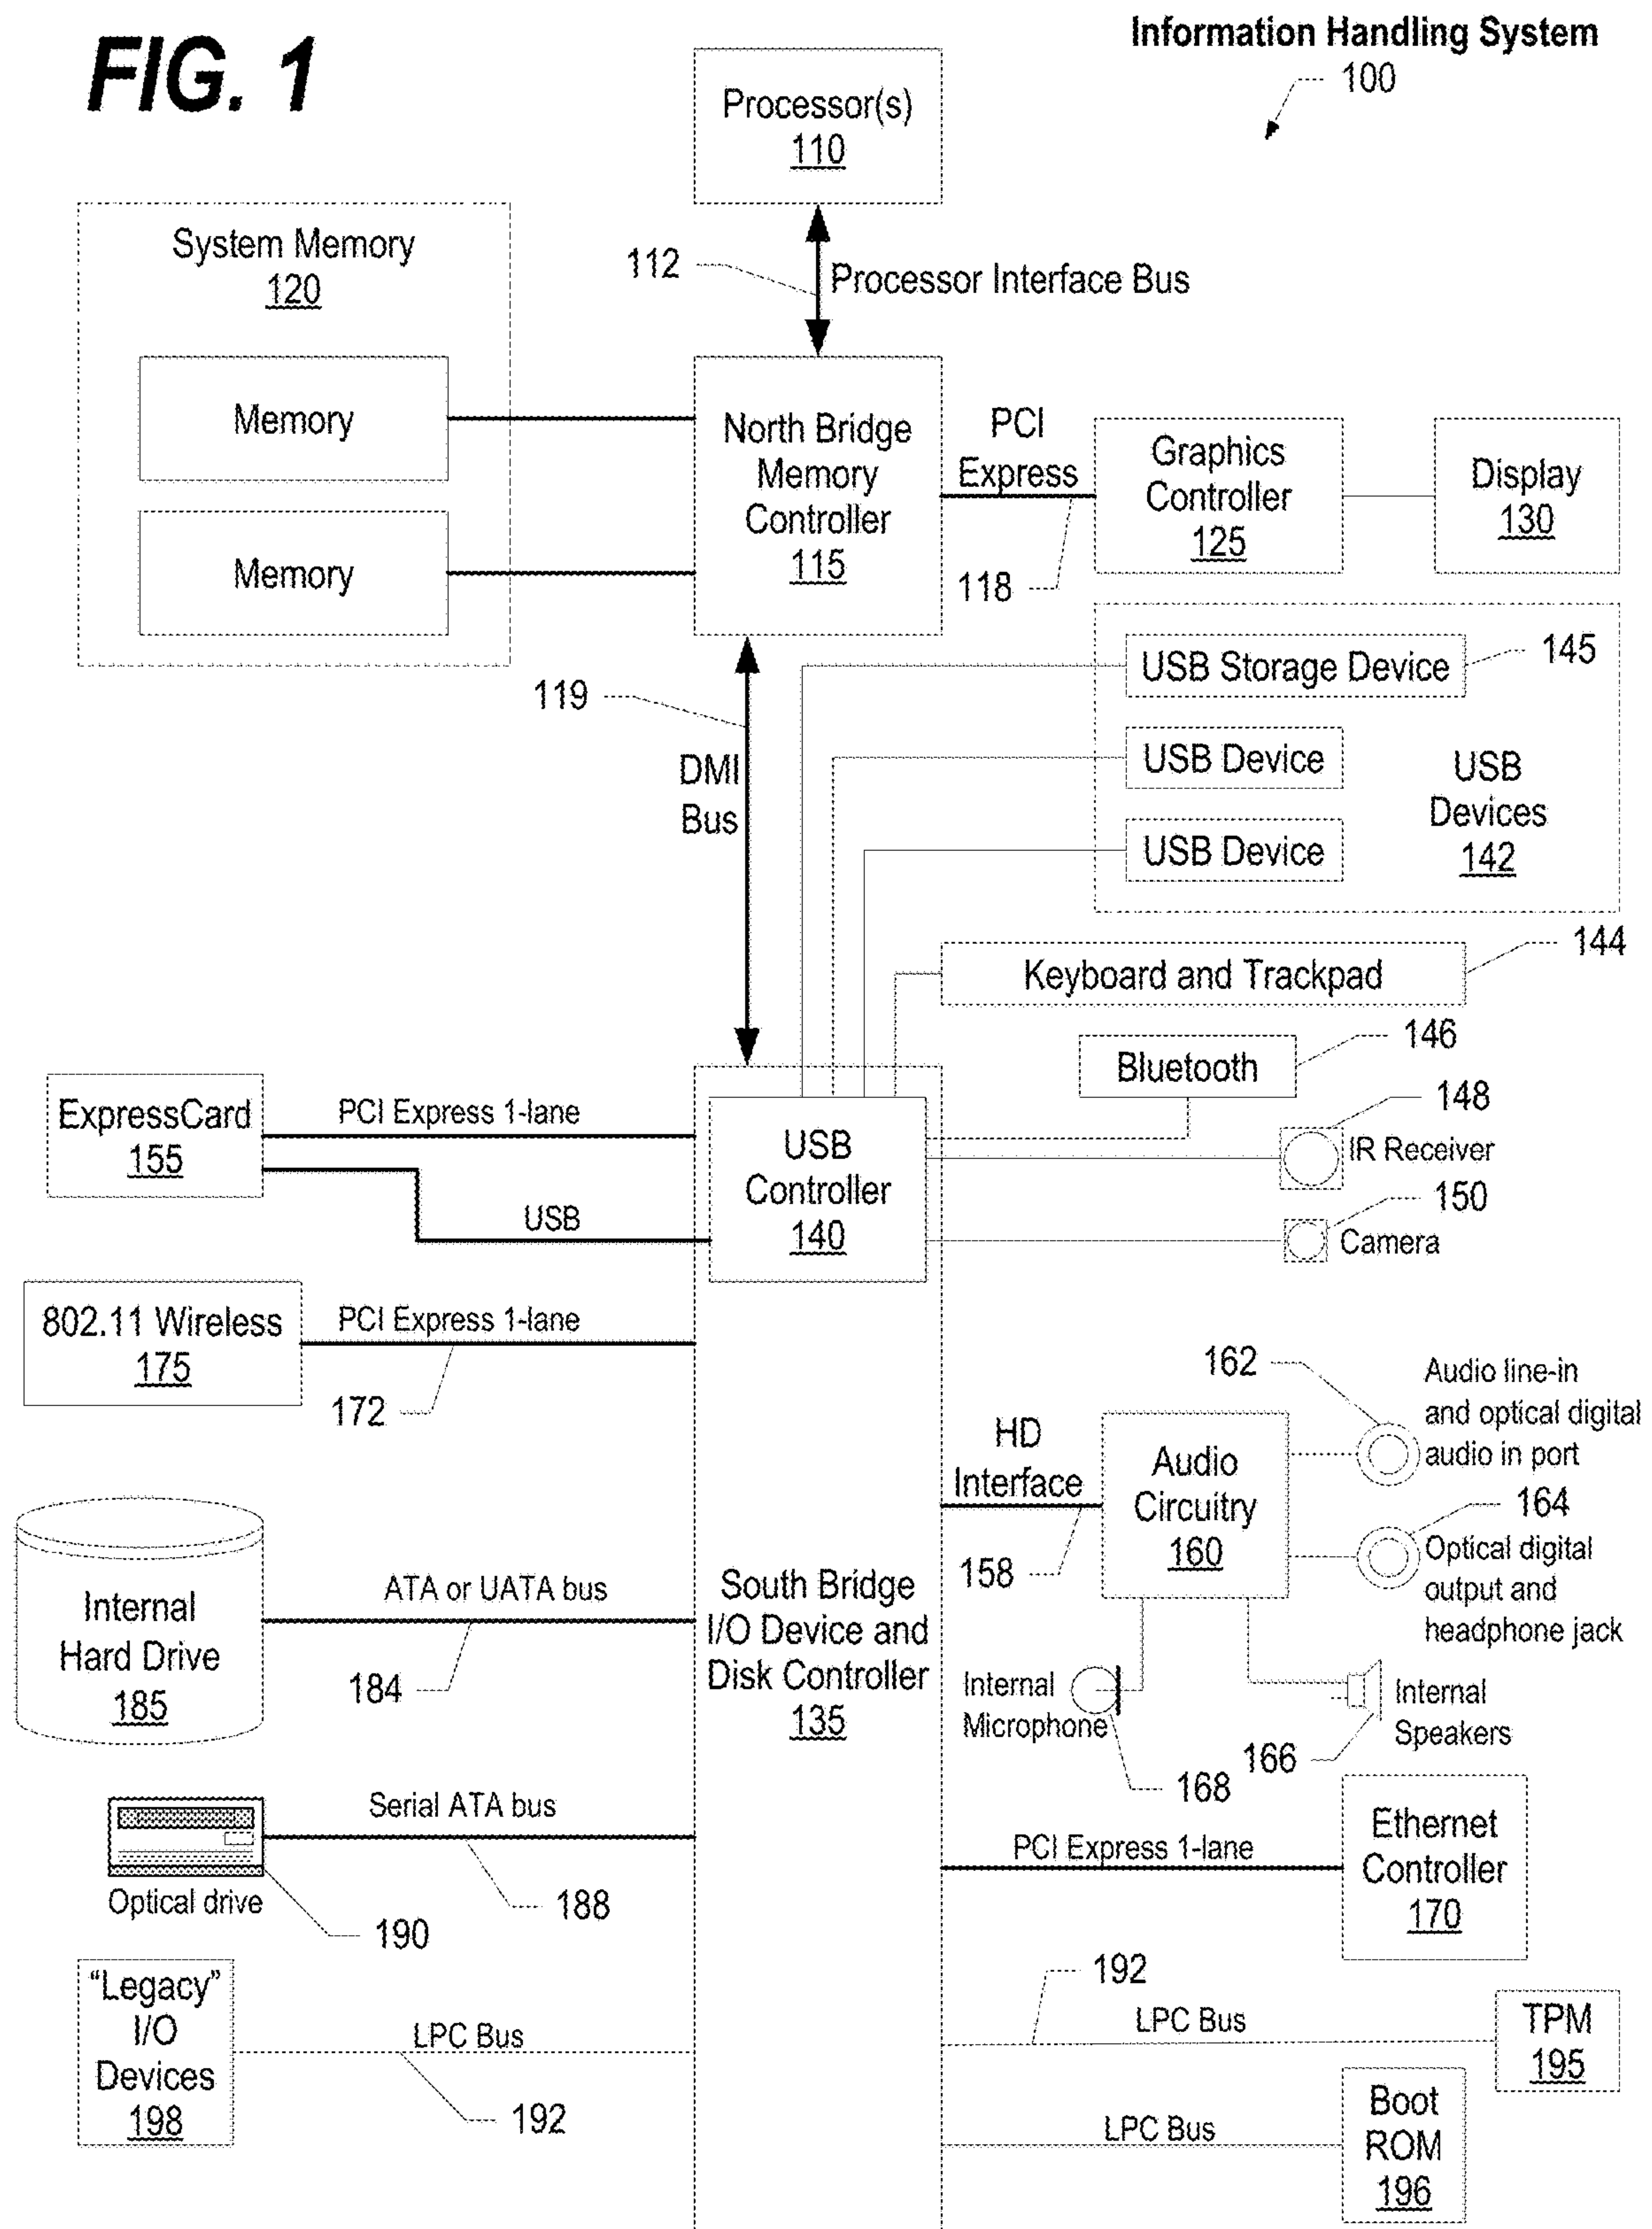 FIG. 1
Information Handling System
100
Processor(s)
110
System Memory
120
112
Processor Interface Bus
Memory
Memory
North Bridge
Memory
Controller
115
PCI
Express
118
Graphics
Controller
125
Display
130
119
DMI
Bus
USB Storage Device
145
USB Device
USB Device
USB
Devices
142
Keyboard and Trackpad
144
Bluetooth
146
148
IR Receiver
150
Camera
ExpressCard
155
PCI Express 1-lane
USB
USB
Controller
140
802.11 Wireless
175
PCI Express 1-lane
172
162
Audio line-in
and optical digital
audio in port
HD
Interface
158
Audio
Circuitry
160
164
Optical digital
output and
headphone jack
Internal
Hard Drive
185
ATA or UATA bus
184
South Bridge
I/O Device and
Disk Controller
135
Internal
Microphone
168
Internal
Speakers
166
Serial ATA bus
188
Optical drive
190
PCI Express 1-lane
Ethernet
Controller
170
"Legacy"
I/O
Devices
198
LPC Bus
192
192
LPC Bus
TPM
195
LPC Bus
Boot
ROM
196